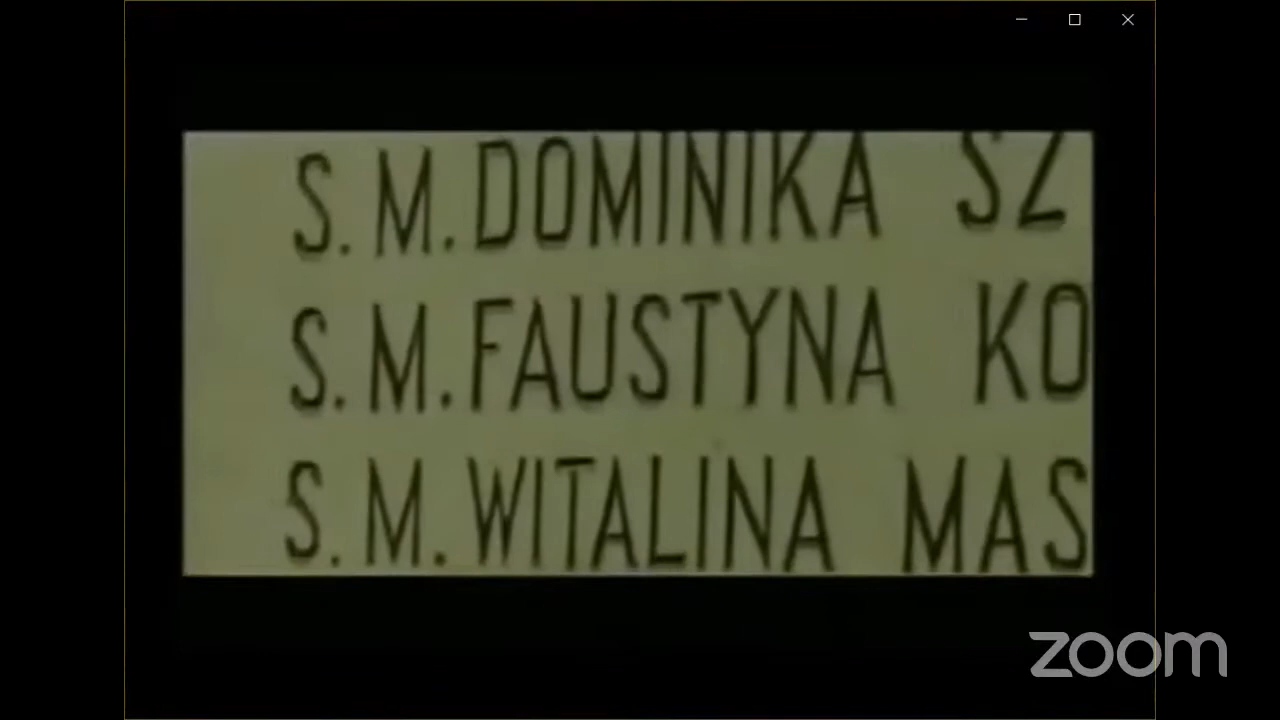 S. M. DOMINIKA SZ
S. M. FAUSTYNA KO
S. M. WITALINA MAS
zoom